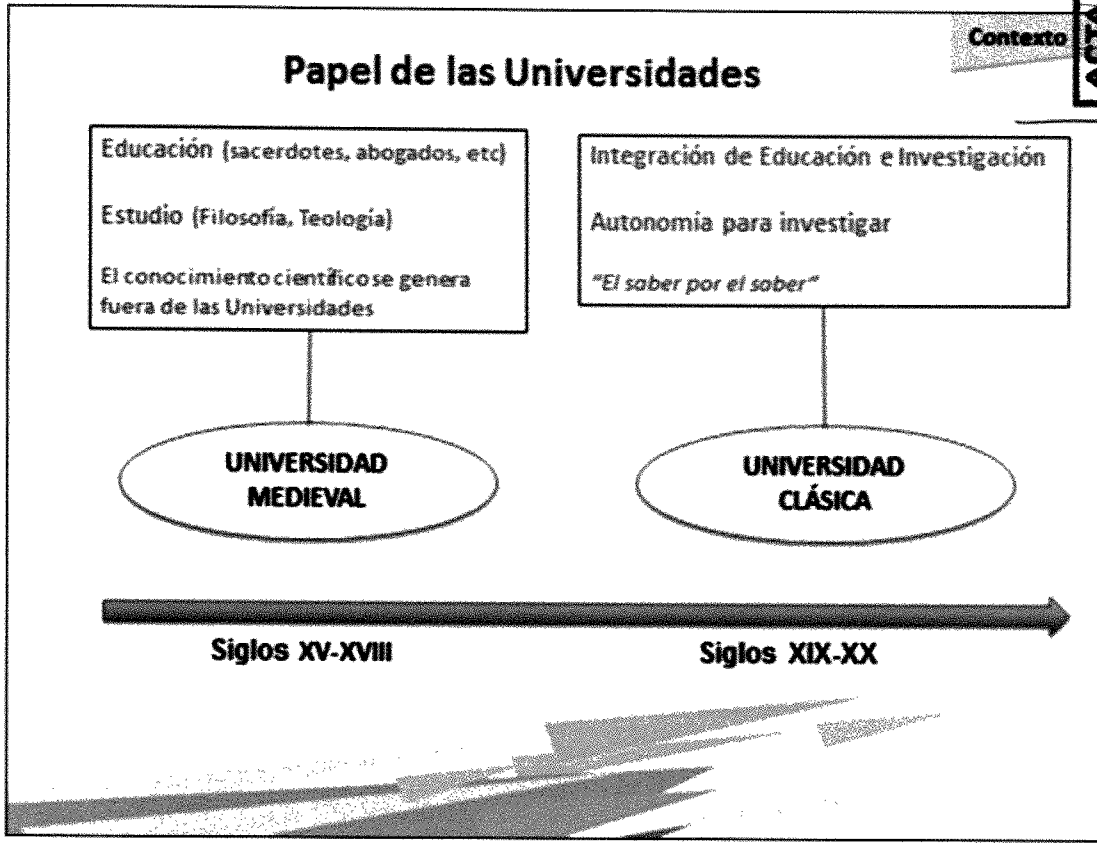 Contexto
ACTA
Papel de las Universidades
Educación (sacerdotes, abogados, etc)
Estudio (Filosofía, Teología)
El conocimiento científico se genera
fuera de las Universidades
Integración de Educación e Investigación
Autonomía para investigar
"El saber por el saber"
UNIVERSIDAD
MEDIEVAL
UNIVERSIDAD
CLÁSICA
Siglos XV-XVIII
Siglos XIX-XX